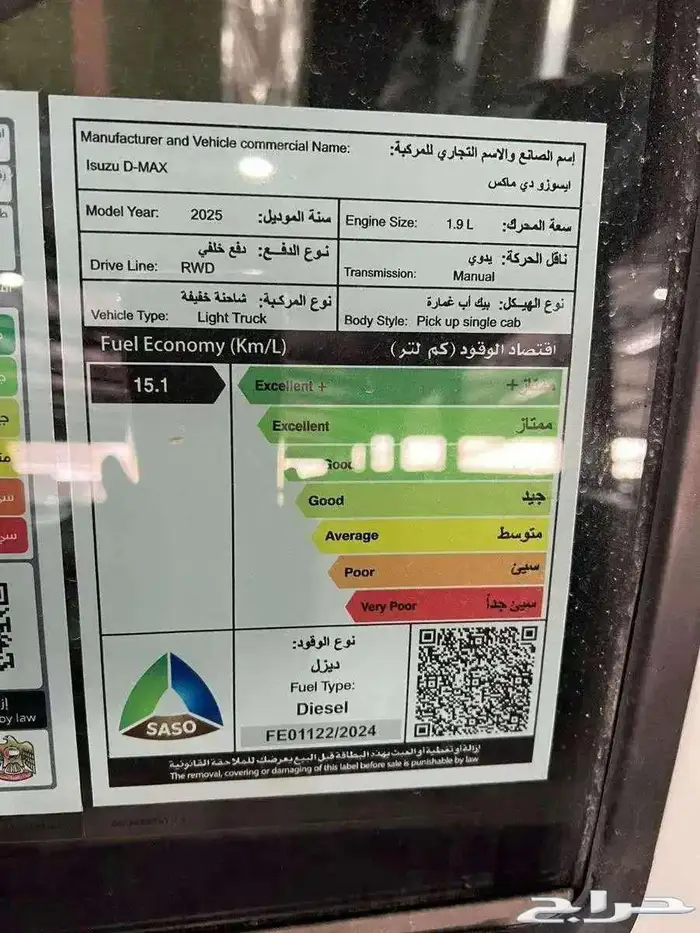 Manufacturer and Vehicle commercial Name: إسم الصانع والاسم التجاري للمركبة:
Isuzu D-MAX ايسوزو دي ماكس
Model Year: 2025 سنة الموديل:
Engine Size: 1.9 L سعة المحرك:
نوع الدفـع: دفع خلفي
Drive Line: RWD
ناقل الحركة: يدوي
Transmission: Manual
نوع المركبة: شاحنة خفيفة
Vehicle Type: Light Truck
نوع الهيكل: بيك أب غمارة
Body Style: Pick up single cab
Fuel Economy (Km/L) اقتصاد الوقود (كم لتر)
15.1
Excellent + ممتاز +
Excellent ممتاز
Good
Good جيد
Average متوسط
Poor سيئ
Very Poor سيئ جداً
نوع الوقود:
ديزل
Fuel Type:
Diesel
FE01122/2024
SASO
إزالة أو تغطية أو العبث بهذه البطاقة قبل البيع يعرضك للملاحقة القانونية
The removal, covering or damaging of this label before sale is punishable by law
by law
حراج